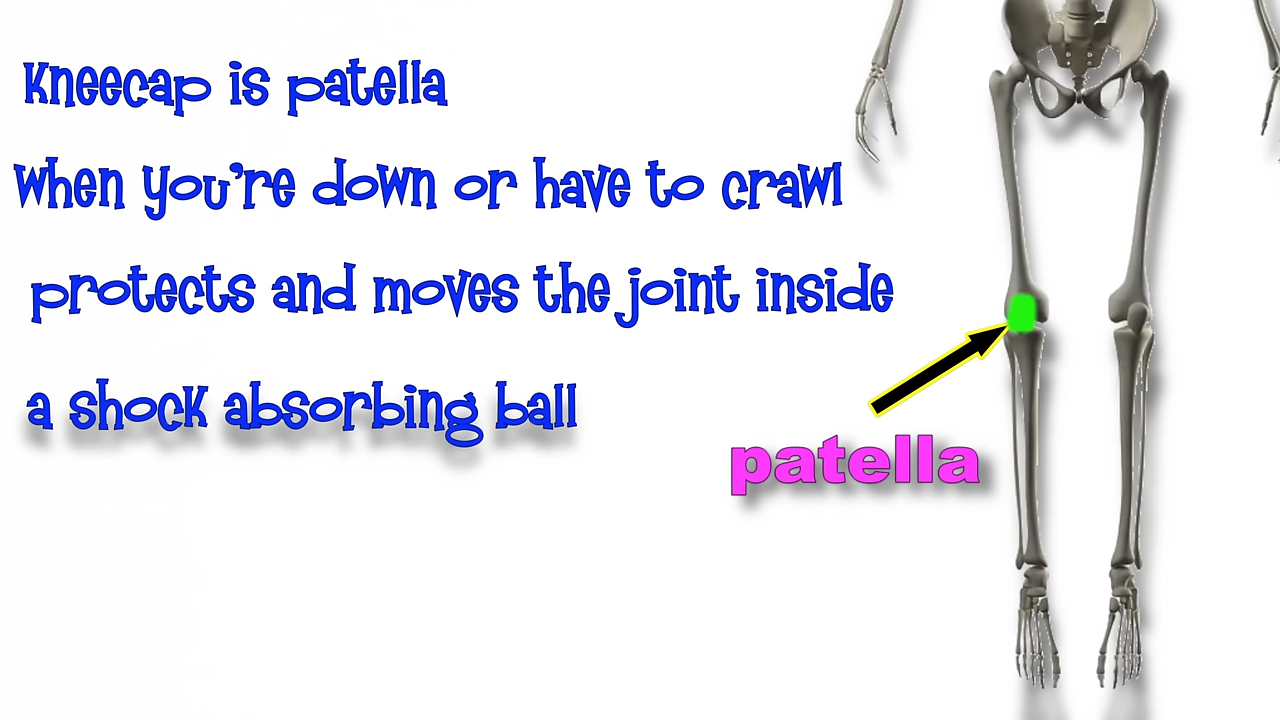 Kneecap is patella
when you're down or have to crawl
protects and moves the joint inside
a shock absorbing ball
patella